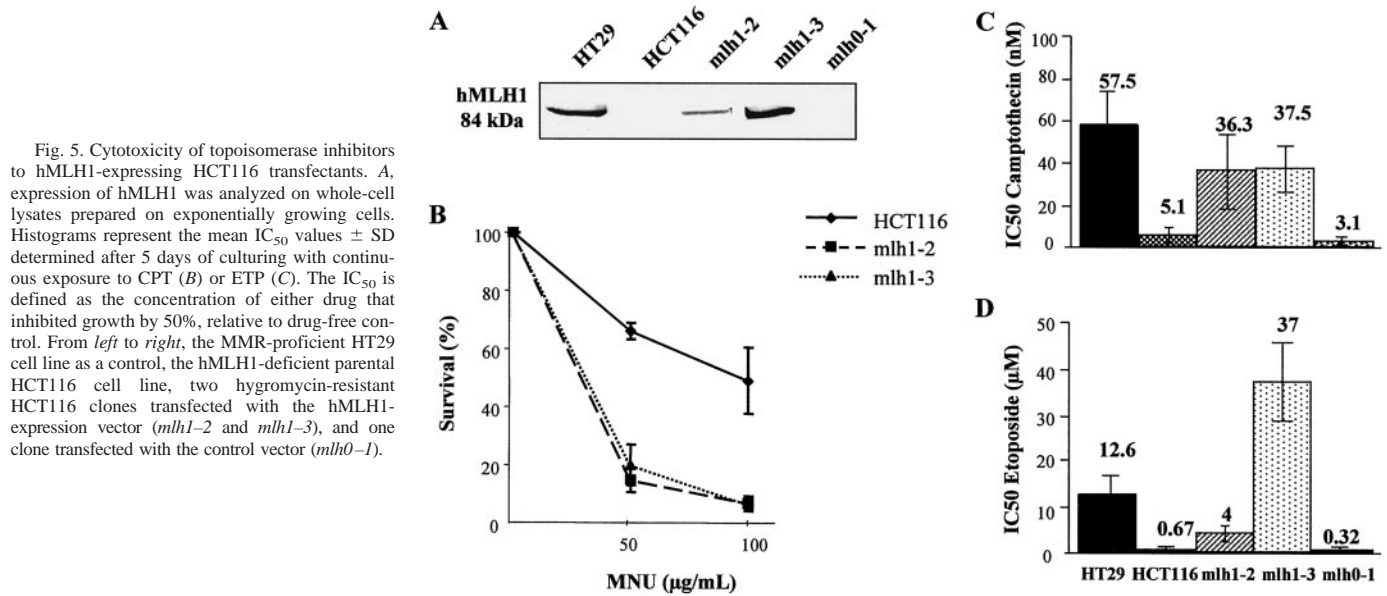 Fig. 5. Cytotoxicity of topoisomerase inhibitors
to hMLH1-expressing HCT116 transfectants. A,
expression of hMLH1 was analyzed on whole-cell
lysates prepared on exponentially growing cells.
Histograms represent the mean IC50 values ± SD
determined after 5 days of culturing with continu-
ous exposure to CPT (B) or ETP (C). The IC50 is
defined as the concentration of either drug that
inhibited growth by 50%, relative to drug-free con-
trol. From left to right, the MMR-proficient HT29
cell line as a control, the hMLH1-deficient parental
HCT116 cell line, two hygromycin-resistant
HCT116 clones transfected with the hMLH1-
expression vector (mlh1–2 and mlh1–3), and one
clone transfected with the control vector (mlh0–1).
A
HT29
HCT116
mlh1-2
mlh1-3
mlh0-1
hMLH1
84 kDa
B
HCT116
mlh1-2
mlh1-3
Survival (%)
100
80
60
40
20
0
50
100
MNU (µg/mL)
C
IC50 Camptothecin (nM)
100
80
60
40
20
0
57.5
5.1
36.3
37.5
3.1
D
IC50 Etoposide (µM)
50
40
30
20
10
0
12.6
0.67
4
37
0.32
HT29 HCT116 mlh1-2 mlh1-3 mlh0-1